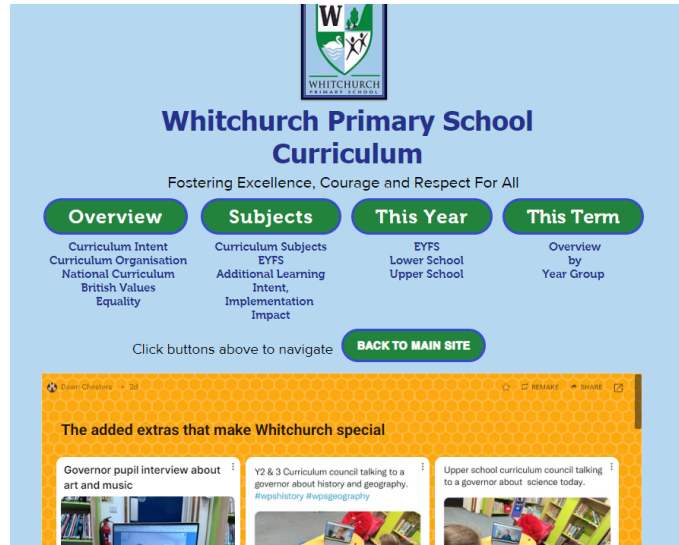 W
WHITCHURCH
PRIMARY SCHOOL
Whitchurch Primary School
Curriculum
Fostering Excellence, Courage and Respect For All
Overview
Curriculum Intent
Curriculum Organisation
National Curriculum
British Values
Equality
Subjects
Curriculum Subjects
EYFS
Additional Learning
Intent,
Implementation
Impact
This Year
EYFS
Lower School
Upper School
This Term
Overview
by
Year Group
Click buttons above to navigate
BACK TO MAIN SITE
Dawn Chesters • 2d
REMAKE
SHARE
The added extras that make Whitchurch special
Governor pupil interview about
art and music
Y2 & 3 Curriculum council talking to a
governor about history and geography.
#wpshistory #wpsgeography
Upper school curriculum council talking
to a governor about science today.